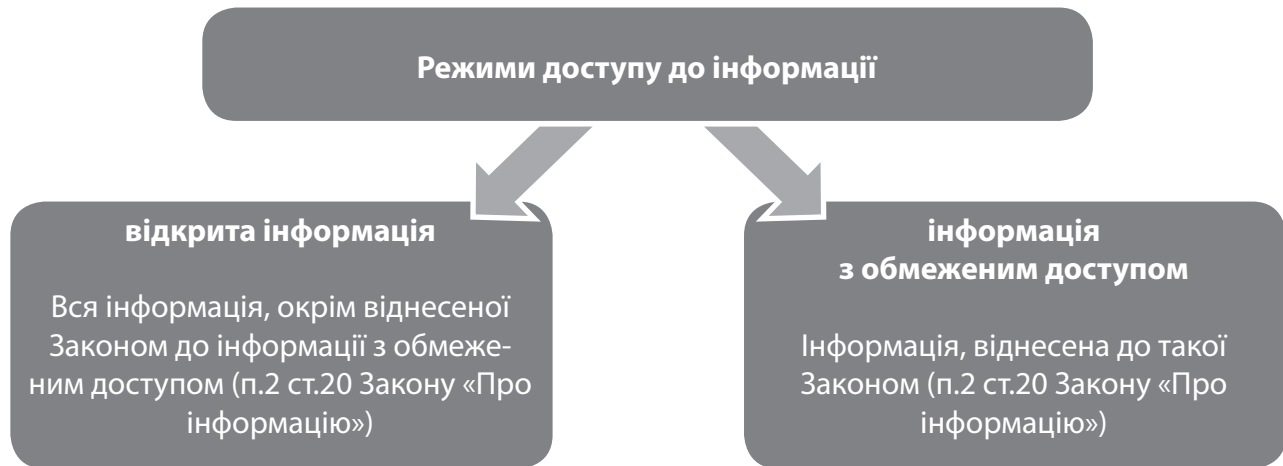 Режими доступу до інформації
відкрита інформація
Вся інформація, окрім віднесеної
Законом до інформації з обмеже-
ним доступом (п.2 ст.20 Закону «Про
інформацію»)
інформація
з обмеженим доступом
Інформація, віднесена до такої
Законом (п.2 ст.20 Закону «Про
інформацію»)